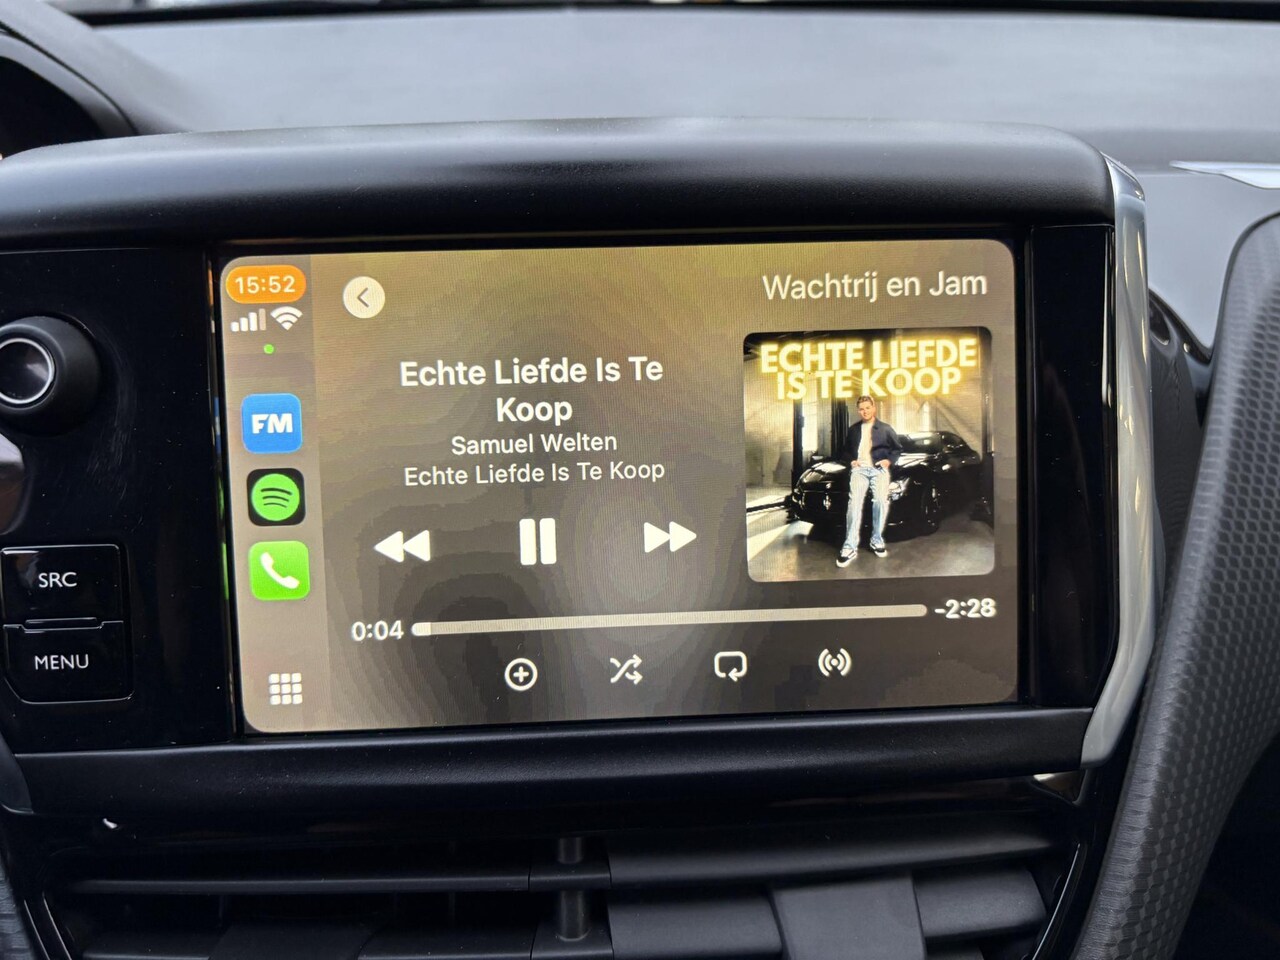 15:52
Wachtrij en Jam
FM
Echte Liefde Is Te
Koop
Samuel Welten
Echte Liefde Is Te Koop
ECHTE LIEFDE
IS TE KOOP
0:04
-2:28
SRC
MENU